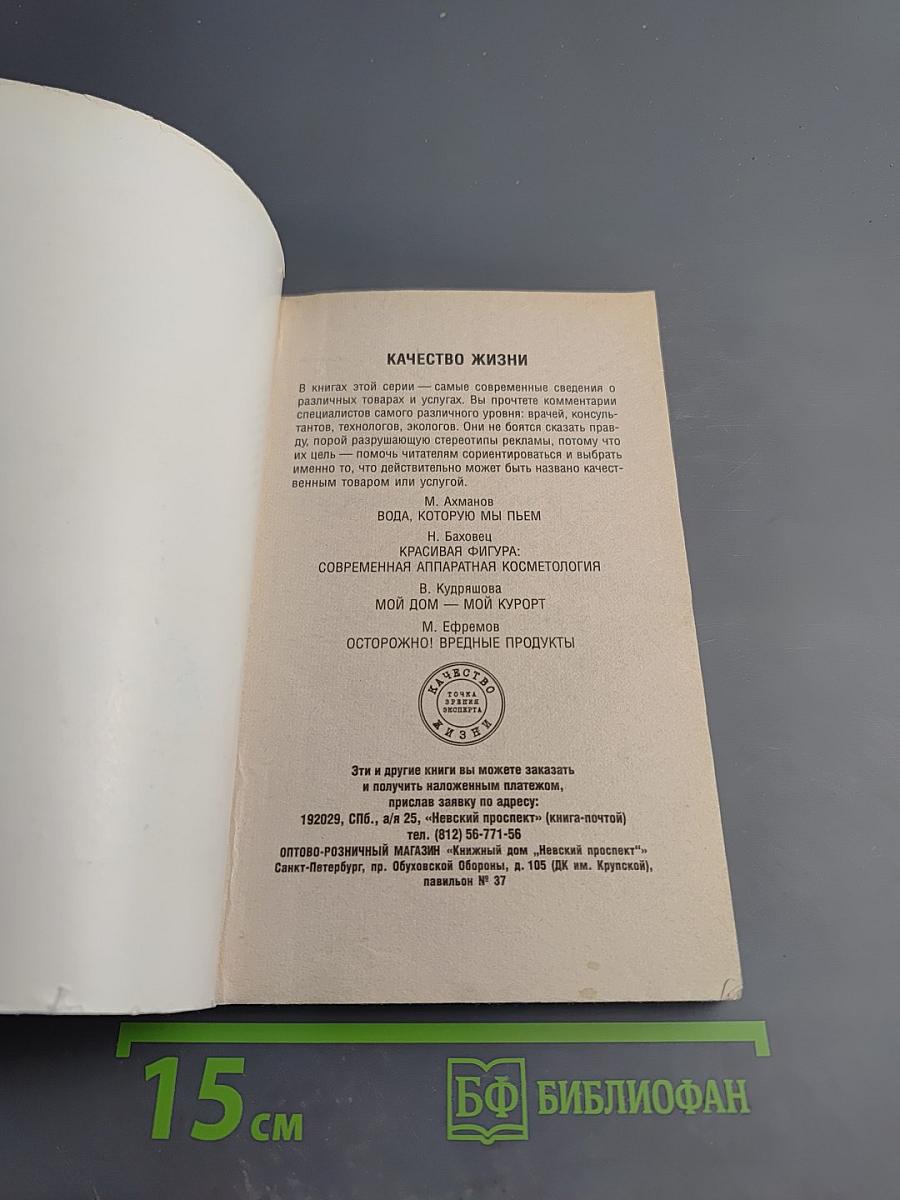 КАЧЕСТВО ЖИЗНИ
В книгах этой серии — самые современные сведения о
различных товарах и услугах. Вы прочтете комментарии
специалистов самого различного уровня: врачей, консуль-
тантов, технологов, экологов. Они не боятся сказать прав-
ду, порой разрушающую стереотипы рекламы, потому что
их цель — помочь читателям сориентироваться и выбрать
именно то, что действительно может быть названо качест-
венным товаром или услугой.
М. Ахманов
ВОДА, КОТОРУЮ МЫ ПЬЕМ
Н. Баховец
КРАСИВАЯ ФИГУРА:
СОВРЕМЕННАЯ АППАРАТНАЯ КОСМЕТОЛОГИЯ
В. Кудряшова
МОЙ ДОМ — МОЙ КУРОРТ
М. Ефремов
ОСТОРОЖНО! ВРЕДНЫЕ ПРОДУКТЫ
КАЧЕСТВО
ТОЧКА
ЗРЕНИЯ
ЭКСПЕРТА
ЖИЗНИ
Эти и другие книги вы можете заказать
и получить наложенным платежом,
прислав заявку по адресу:
192029, СПб., а/я 25, «Невский проспект» (книга-почтой)
тел. (812) 56-771-56
ОПТОВО-РОЗНИЧНЫЙ МАГАЗИН «Книжный дом „Невский проспект“»
Санкт-Петербург, пр. Обуховской Обороны, д. 105 (ДК им. Крупской),
павильон № 37
15 см
БФ БИБЛИОФАН